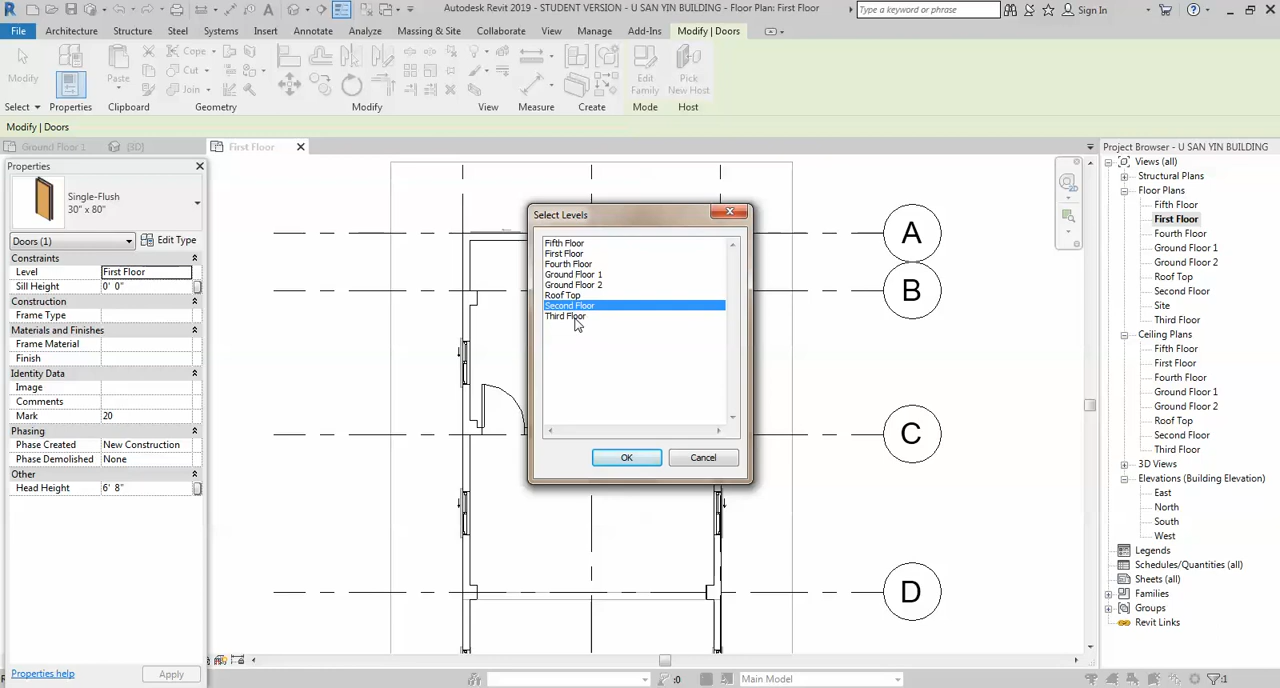 Autodesk Revit 2019 - STUDENT VERSION - U SAN YIN BUILDING - Floor Plan: First Floor
Type a keyword or phrase
Sign In
File
Architecture
Structure
Steel
Systems
Insert
Annotate
Analyze
Massing & Site
Collaborate
View
Manage
Add-Ins
Modify | Doors
Modify
Paste
Cope
Cut
Join
Edit
Family
Pick
New Host
Select
Properties
Clipboard
Geometry
Modify
View
Measure
Create
Mode
Host
Modify | Doors
Ground Floor 1
{3D}
First Floor
Properties
Single-Flush
30" x 80"
Doors (1)
Edit Type
Constraints
Level First Floor
Sill Height 0' 0"
Construction
Frame Type
Materials and Finishes
Frame Material
Finish
Identity Data
Image
Comments
Mark 20
Phasing
Phase Created New Construction
Phase Demolished None
Other
Head Height 6' 8"
Properties help
Apply
Select Levels
Fifth Floor
First Floor
Fourth Floor
Ground Floor 1
Ground Floor 2
Roof Top
Second Floor
Third Floor
OK
Cancel
A
B
C
D
Project Browser - U SAN YIN BUILDING
Views (all)
Structural Plans
Floor Plans
Fifth Floor
First Floor
Fourth Floor
Ground Floor 1
Ground Floor 2
Roof Top
Second Floor
Site
Third Floor
Ceiling Plans
Fifth Floor
First Floor
Fourth Floor
Ground Floor 1
Ground Floor 2
Roof Top
Second Floor
Third Floor
3D Views
Elevations (Building Elevation)
East
North
South
West
Legends
Schedules/Quantities (all)
Sheets (all)
Families
Groups
Revit Links
:0
Main Model
:1